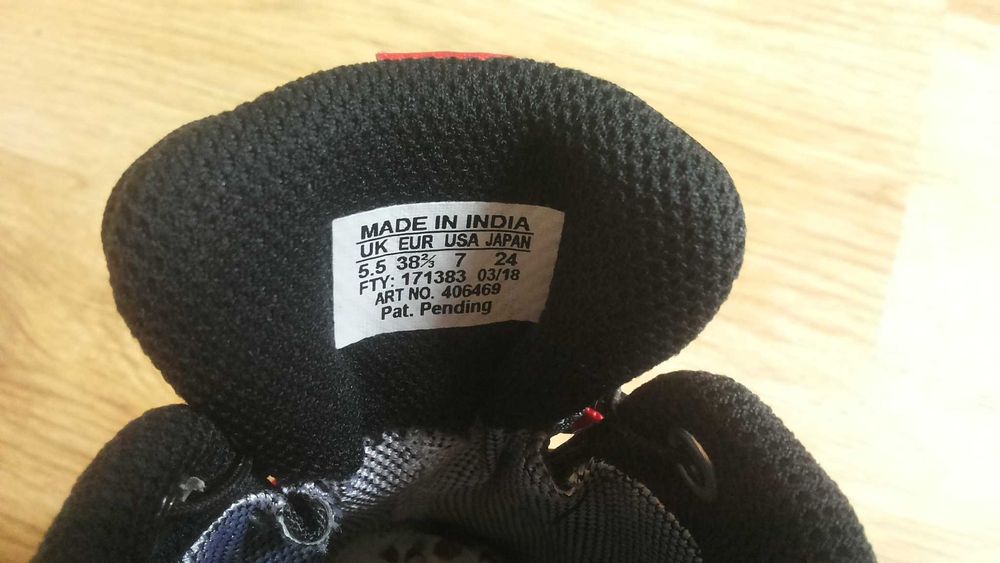 MADE IN INDIA
UK EUR USA JAPAN
5.5 38⅔ 7 24
FTY: 171383 03/18
ART NO. 406469
Pat. Pending